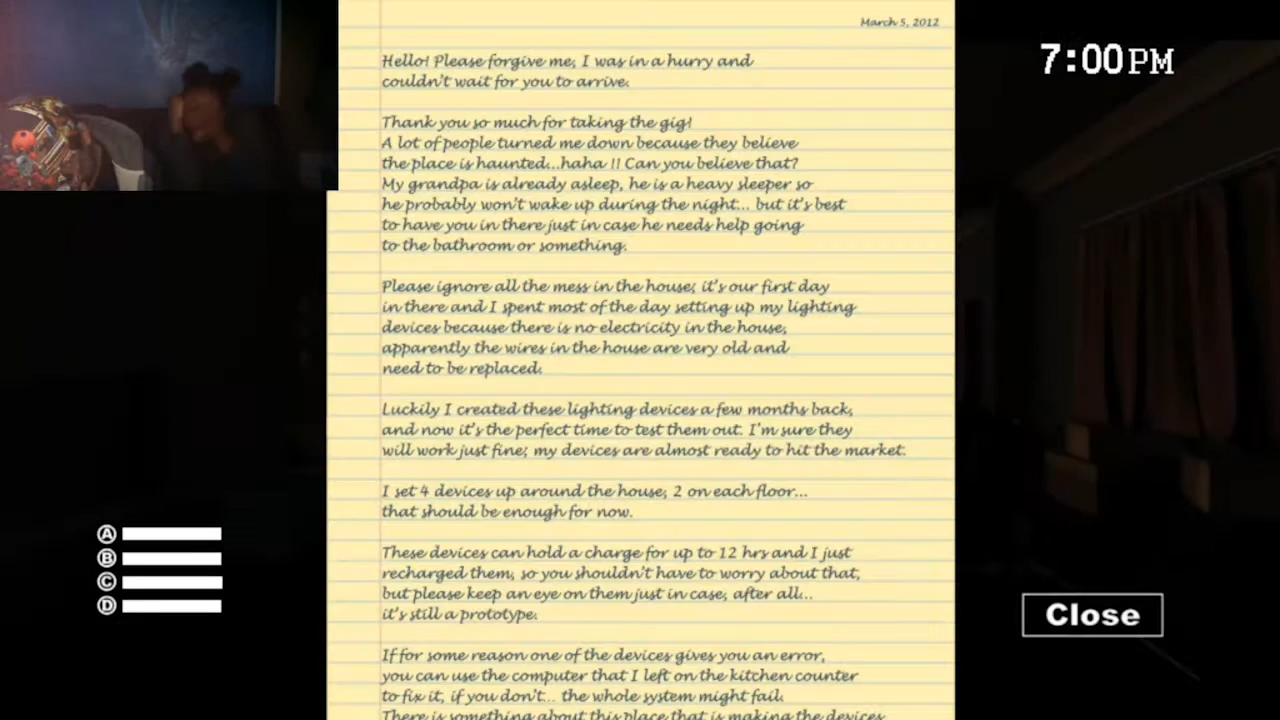 March 5, 2012
7:00PM
Hello! Please forgive me, I was in a hurry and
couldn't wait for you to arrive.
Thank you so much for taking the gig!
A lot of people turned me down because they believe
the place is haunted...haha !! Can you believe that?
My grandpa is already asleep, he is a heavy sleeper so
he probably won't wake up during the night... but it's best
to have you in there just in case he needs help going
to the bathroom or something.
Please ignore all the mess in the house; it's our first day
in there and I spent most of the day setting up my lighting
devices because there is no electricity in the house,
apparently the wires in the house are very old and
need to be replaced.
Luckily I created these lighting devices a few months back,
and now it's the perfect time to test them out. I'm sure they
will work just fine; my devices are almost ready to hit the market.
I set 4 devices up around the house, 2 on each floor...
that should be enough for now.
These devices can hold a charge for up to 12 hrs and I just
recharged them, so you shouldn't have to worry about that,
but please keep an eye on them just in case, after all...
it's still a prototype.
If for some reason one of the devices gives you an error,
you can use the computer that I left on the kitchen counter
to fix it, if you don't... the whole system might fail.
There is something about this place that is making the devices
A
B
C
D
Close